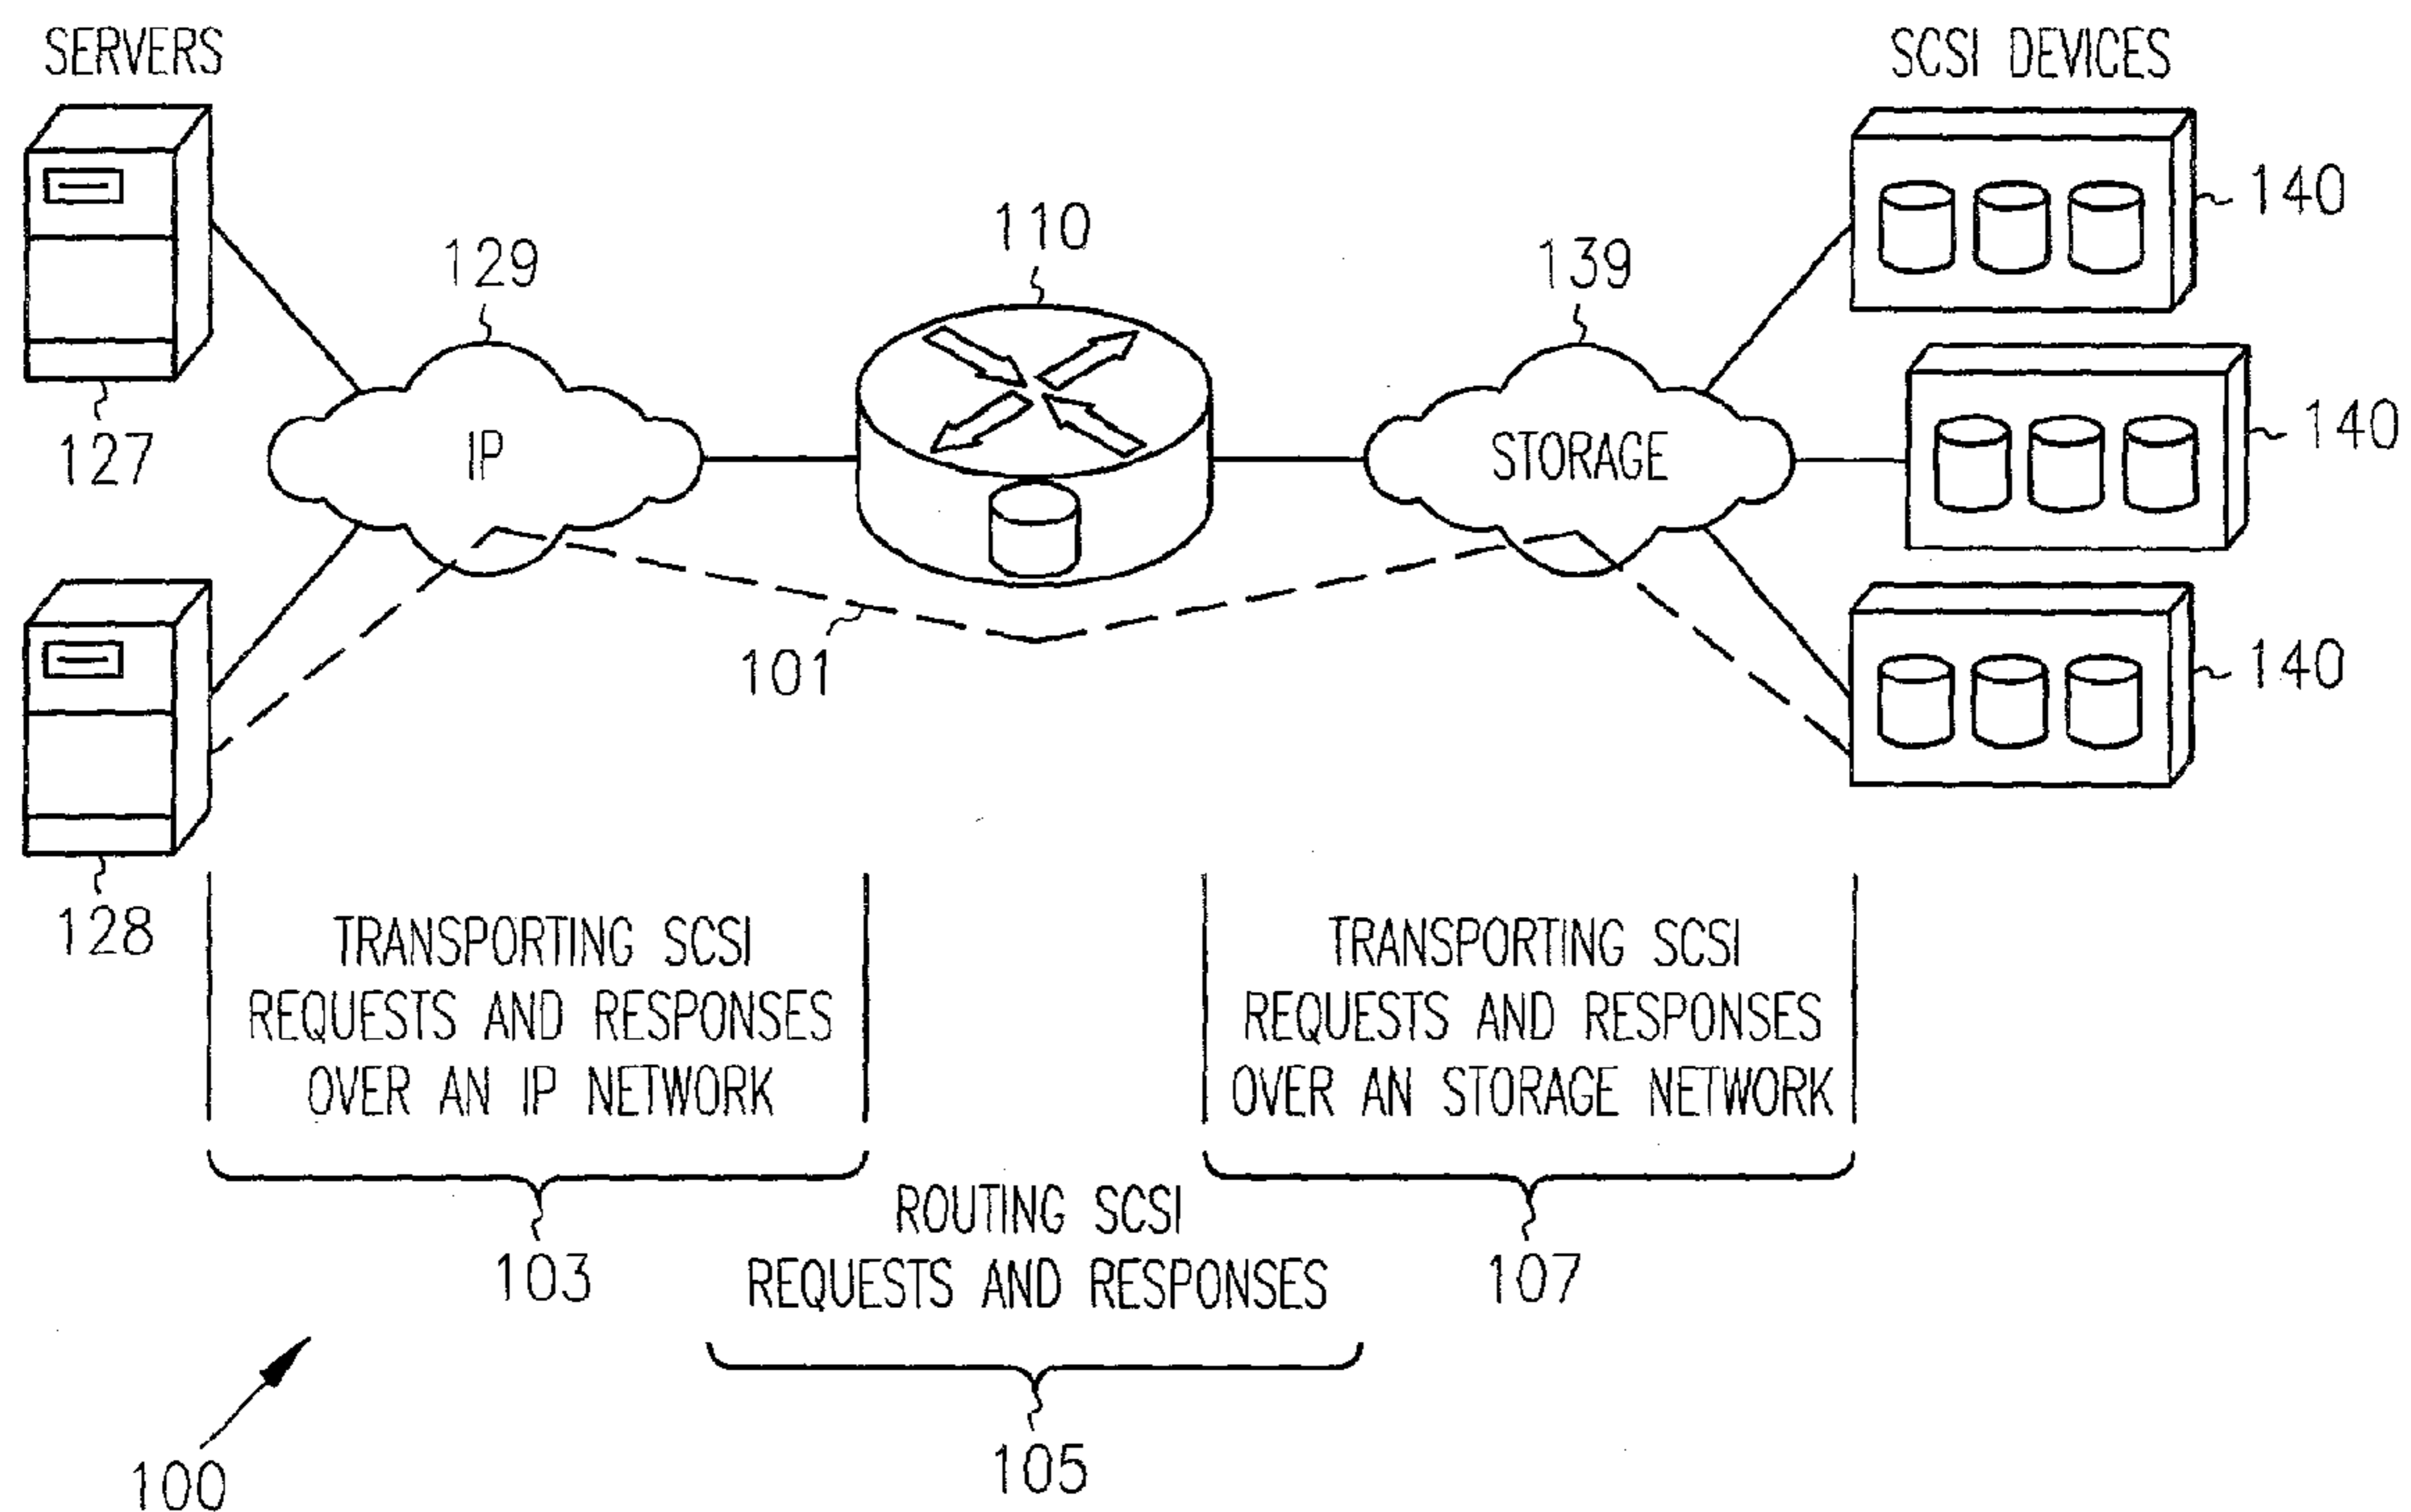 SERVERS
SCSI DEVICES
127
128
129
IP
110
101
139
STORAGE
140
140
140
TRANSPORTING SCSI
REQUESTS AND RESPONSES
OVER AN IP NETWORK
103
ROUTING SCSI
REQUESTS AND RESPONSES
105
TRANSPORTING SCSI
REQUESTS AND RESPONSES
OVER AN STORAGE NETWORK
107
100